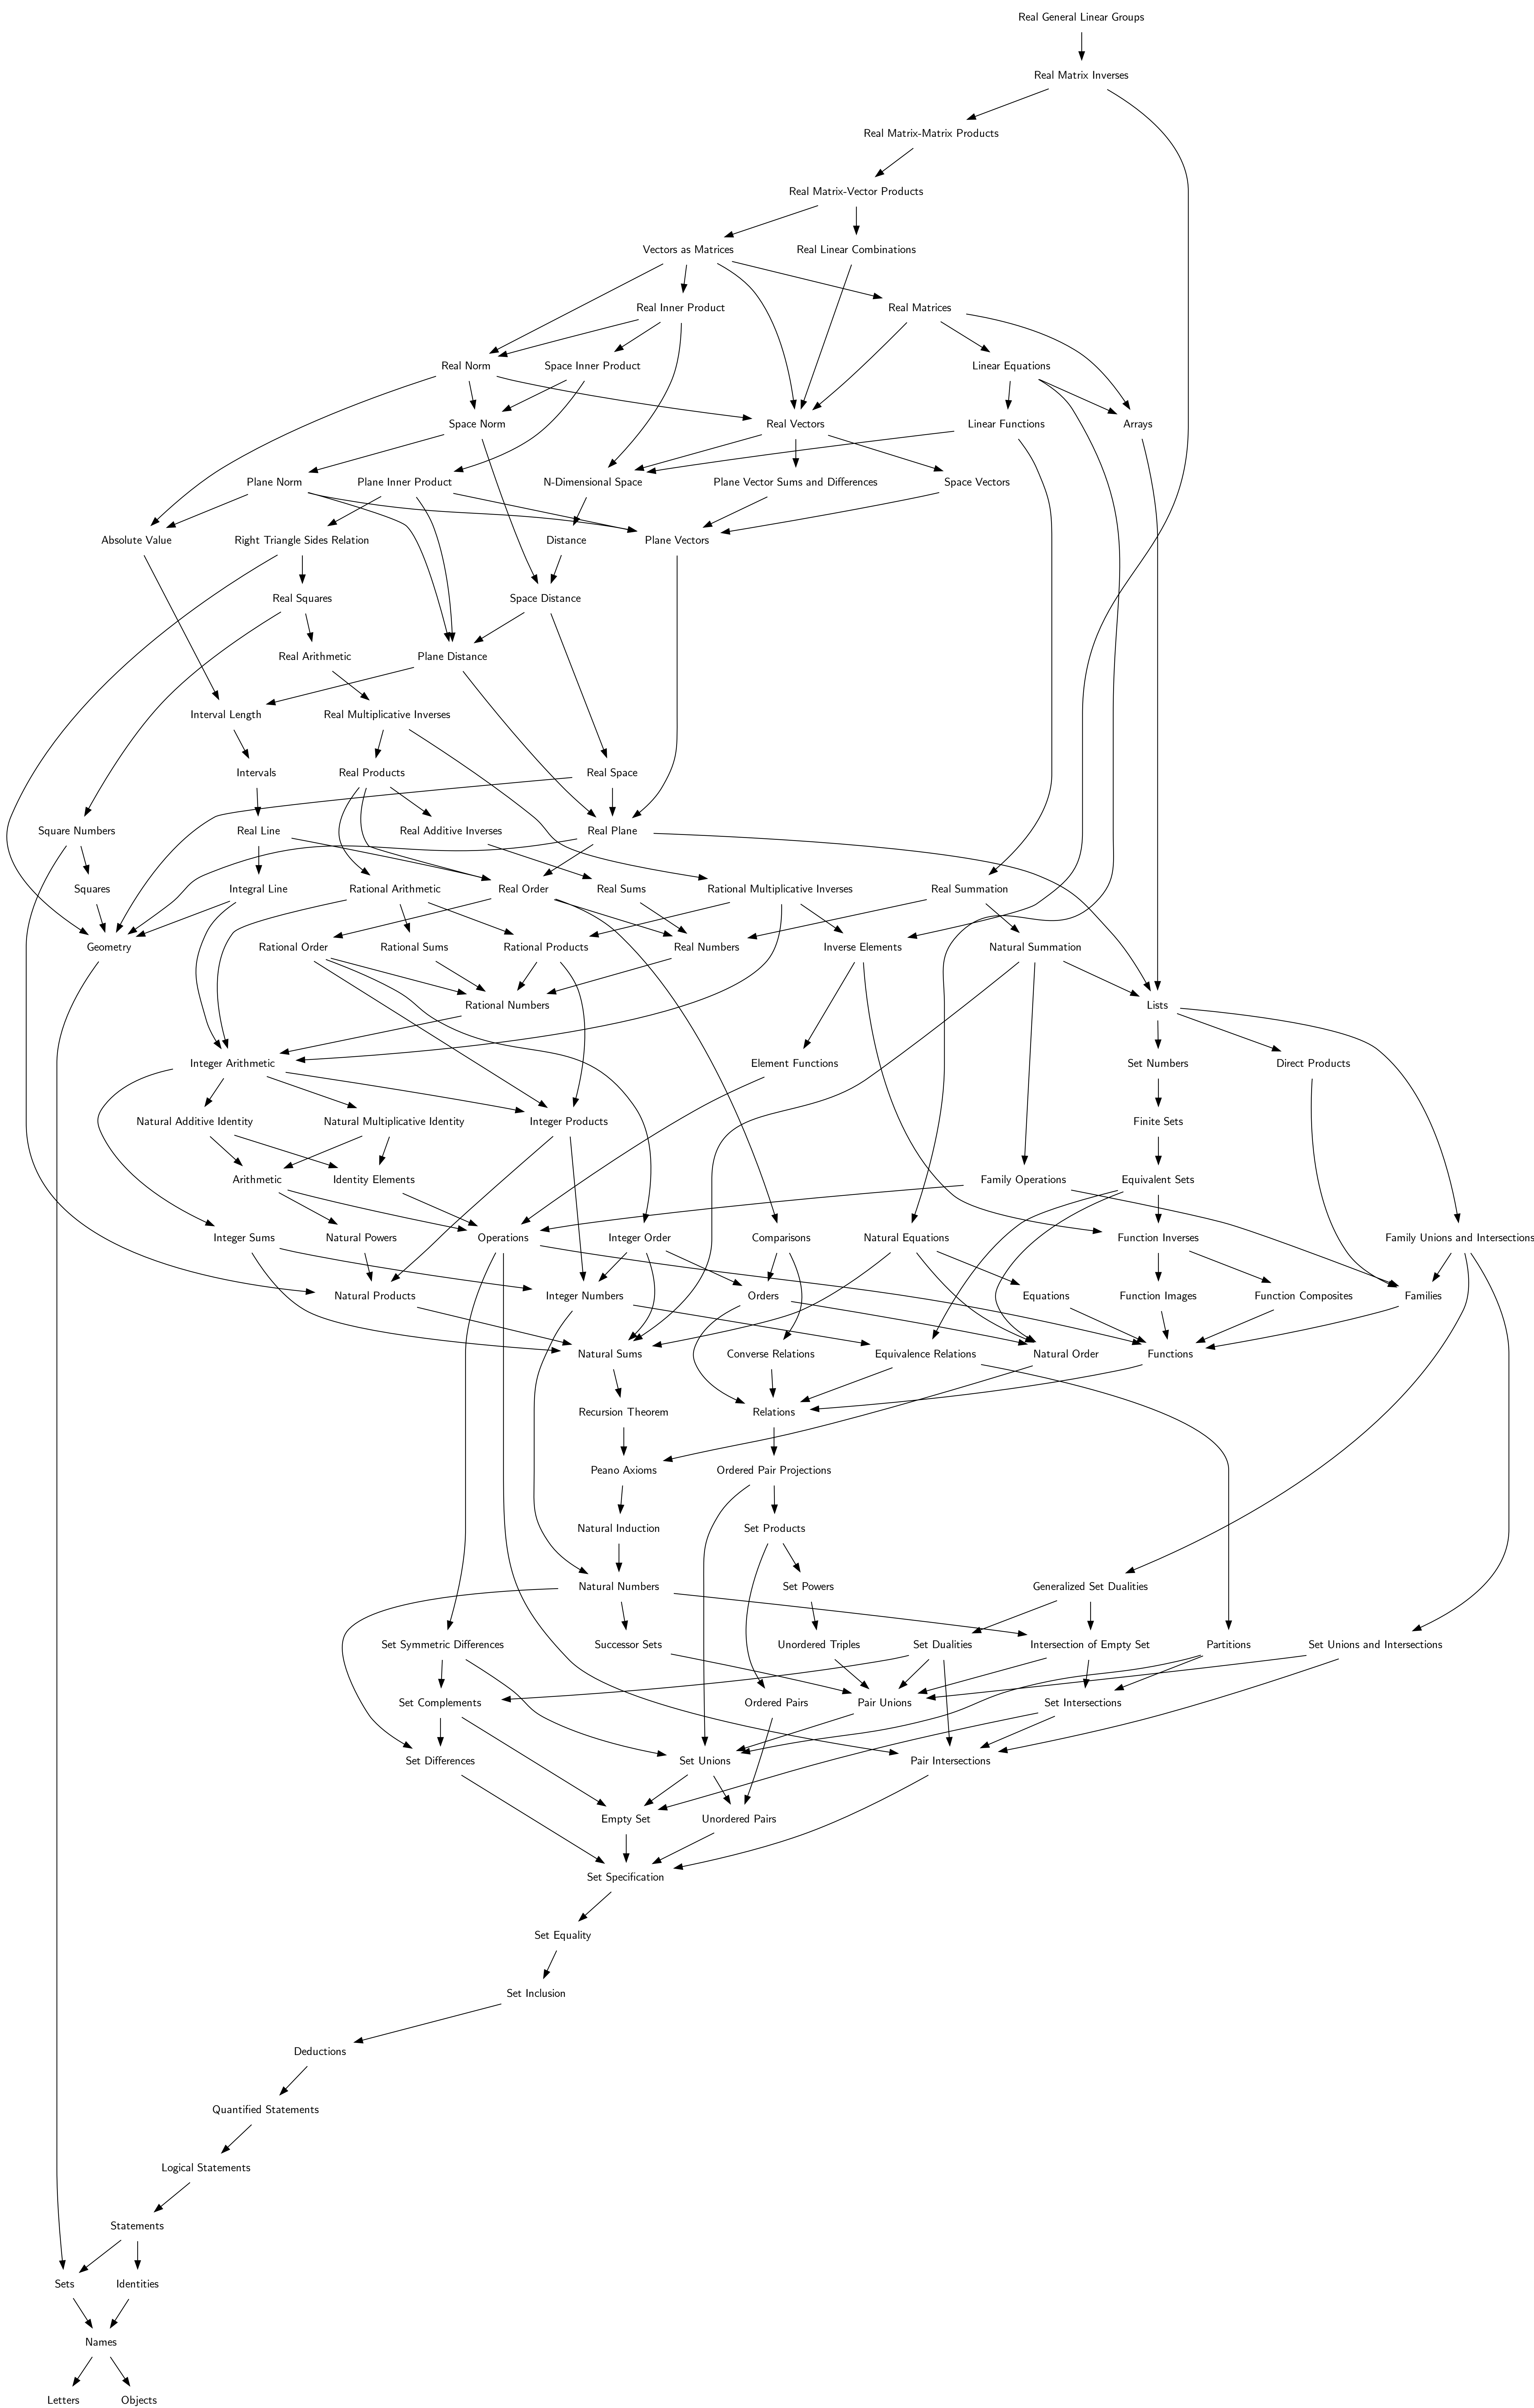 Real General Linear Groups
Real Matrix Inverses
Real Matrix-Matrix Products
Real Matrix-Vector Products
Vectors as Matrices
Real Linear Combinations
Real Inner Product
Real Matrices
Real Norm
Space Inner Product
Linear Equations
Space Norm
Real Vectors
Linear Functions
Arrays
Plane Norm
Plane Inner Product
N-Dimensional Space
Plane Vector Sums and Differences
Space Vectors
Absolute Value
Right Triangle Sides Relation
Distance
Plane Vectors
Real Squares
Space Distance
Real Arithmetic
Plane Distance
Interval Length
Real Multiplicative Inverses
Intervals
Real Products
Real Space
Square Numbers
Real Line
Real Additive Inverses
Real Plane
Squares
Integral Line
Rational Arithmetic
Real Order
Real Sums
Rational Multiplicative Inverses
Real Summation
Geometry
Rational Order
Rational Sums
Rational Products
Real Numbers
Inverse Elements
Natural Summation
Rational Numbers
Lists
Integer Arithmetic
Element Functions
Set Numbers
Direct Products
Natural Additive Identity
Natural Multiplicative Identity
Integer Products
Finite Sets
Arithmetic
Identity Elements
Family Operations
Equivalent Sets
Integer Sums
Natural Powers
Operations
Integer Order
Comparisons
Natural Equations
Function Inverses
Family Unions and Intersections
Natural Products
Integer Numbers
Orders
Equations
Function Images
Function Composites
Families
Natural Sums
Converse Relations
Equivalence Relations
Natural Order
Functions
Recursion Theorem
Relations
Peano Axioms
Ordered Pair Projections
Natural Induction
Set Products
Natural Numbers
Set Powers
Generalized Set Dualities
Set Symmetric Differences
Successor Sets
Unordered Triples
Set Dualities
Intersection of Empty Set
Partitions
Set Unions and Intersections
Set Complements
Ordered Pairs
Pair Unions
Set Intersections
Set Differences
Set Unions
Pair Intersections
Empty Set
Unordered Pairs
Set Specification
Set Equality
Set Inclusion
Deductions
Quantified Statements
Logical Statements
Statements
Sets
Identities
Names
Letters
Objects